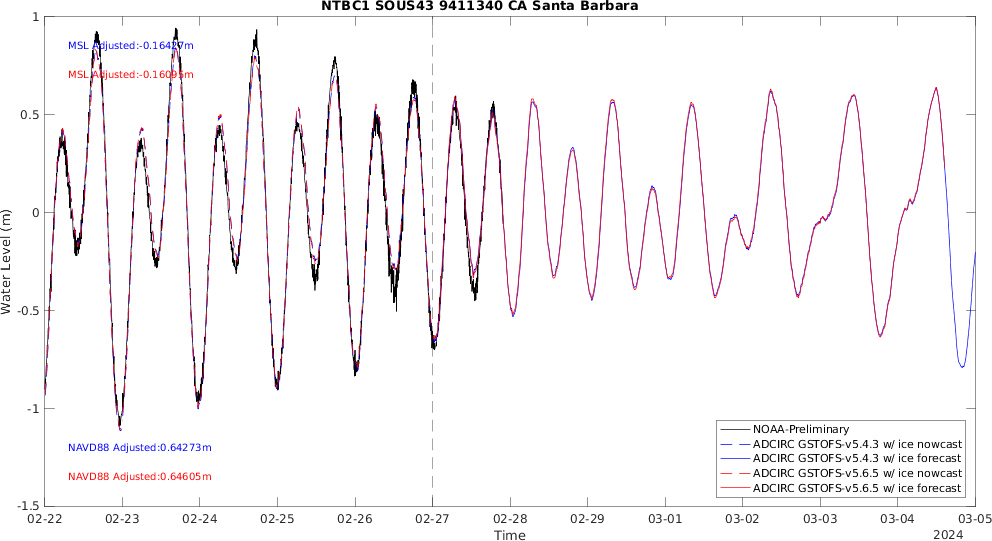 NTBC1 SOUS43 9411340 CA Santa Barbara
1
MSL Adjusted:-0.16427m
MSL Adjusted:-0.16095m
0.5
0
Water Level (m)
-0.5
-1
NAVD88 Adjusted:0.64273m
NAVD88 Adjusted:0.64605m
-1.5
NOAA-Preliminary
ADCIRC GSTOFS-v5.4.3 w/ ice nowcast
ADCIRC GSTOFS-v5.4.3 w/ ice forecast
ADCIRC GSTOFS-v5.6.5 w/ ice nowcast
ADCIRC GSTOFS-v5.6.5 w/ ice forecast
02-22 02-23 02-24 02-25 02-26 02-27 02-28 02-29 03-01 03-02 03-03 03-04 03-05
Time
2024